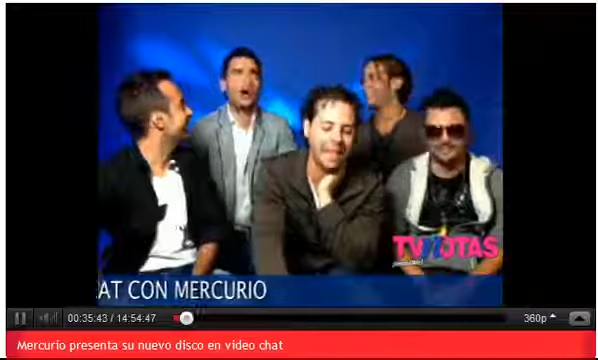 TVNOTAS
AT CON MERCURIO
00:35:43 / 14:54:47
360p
Mercurio presenta su nuevo disco en video chat